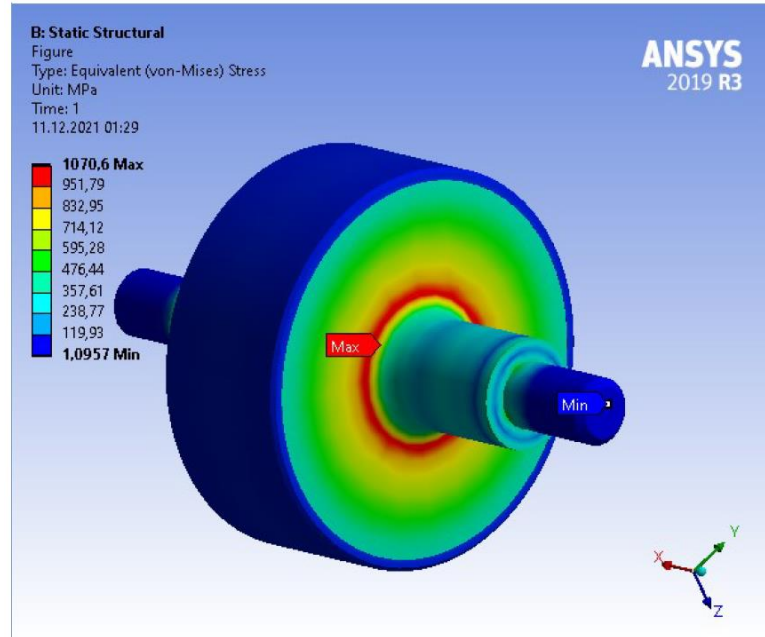 B: Static Structural
Figure
Type: Equivalent (von-Mises) Stress
Unit: MPa
Time: 1
11.12.2021 01:29
ANSYS
2019 R3
1070,6 Max
951,79
832,95
714,12
595,28
476,44
357,61
238,77
119,93
1,0957 Min
Max
Min
X
Y
Z